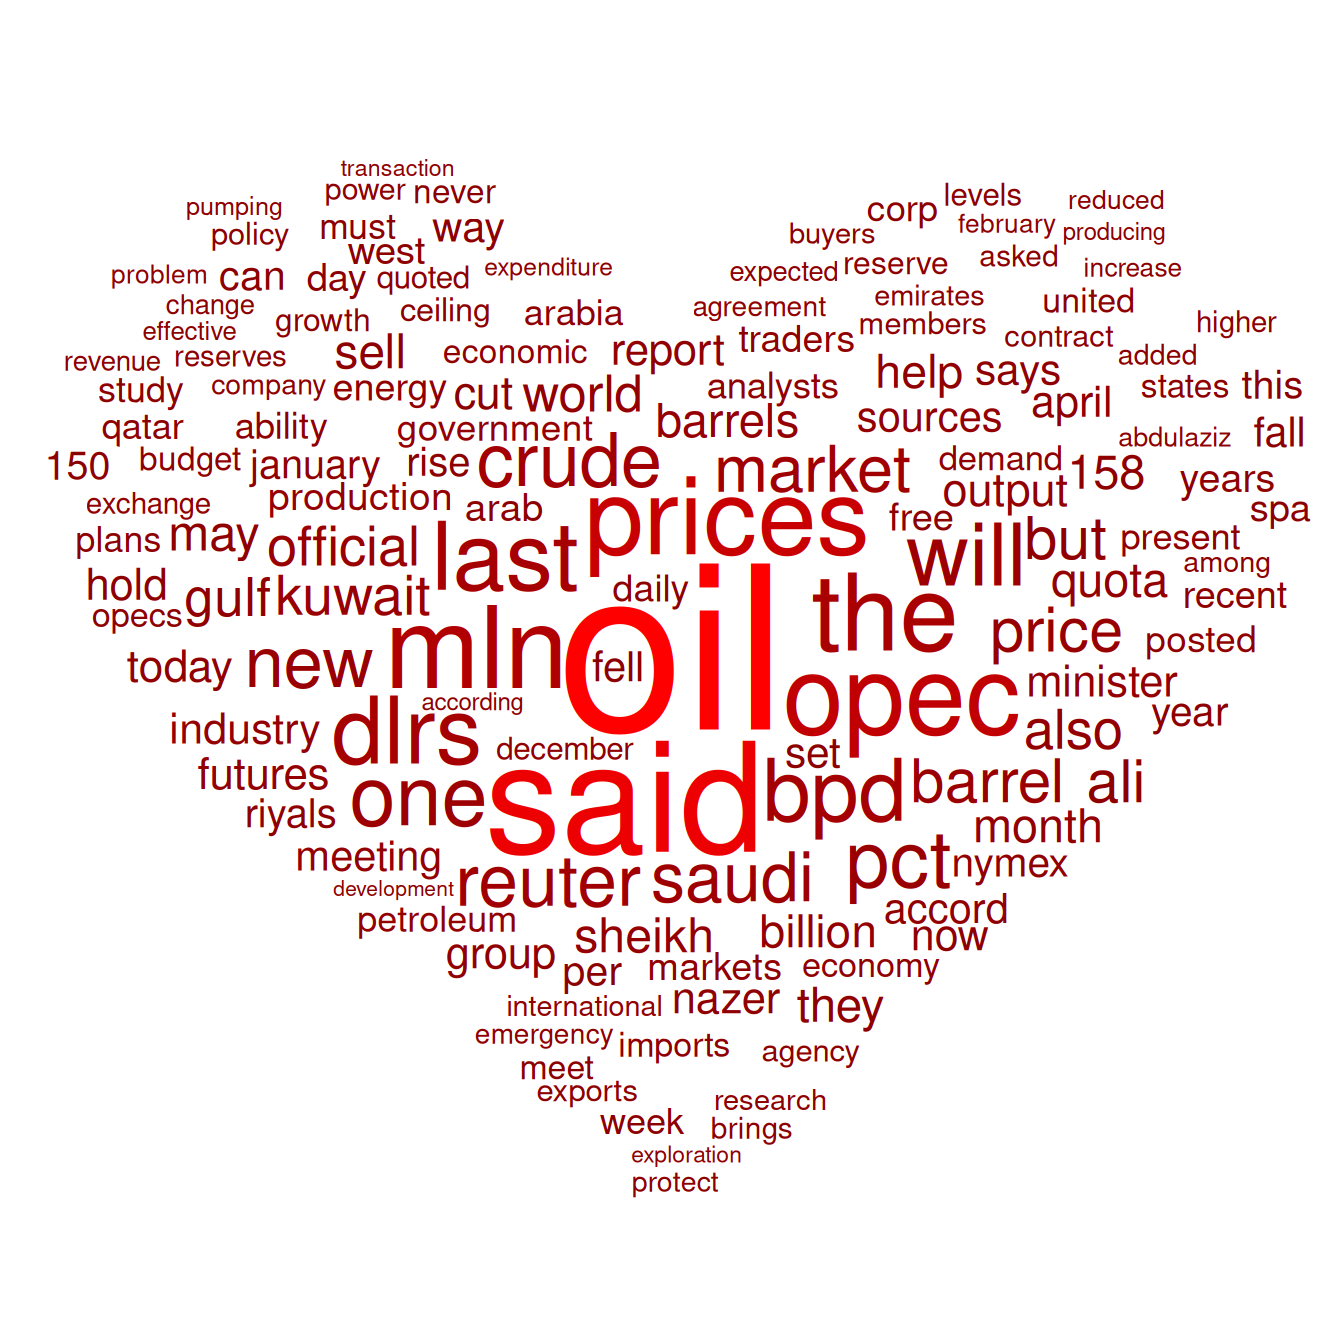 transaction
power never
pumping levels reduced
corp
must way february
policy buyers producing
west
can day quoted expenditure expected reserve asked increase
problem
change ceiling arabia agreement emirates united
effective growth members higher
revenue reserves sell economic report traders contract added
study company energy cut world analysts help says states this
qatar ability government barrels sources april abdulaziz fall
150 budget january rise crude market demand 158 years
exchange production arab prices free output spa
plans may official last will but present among
hold gulf kuwait daily the quota recent
opecs mln oil price posted
today new fell opec minister
according
industry dlrs december set also year
futures one said bpd barrel ali
riyals month
meeting reuter saudi pct nymex
development
petroleum accord
group sheikh billion now
per markets economy
international nazer they
emergency imports agency
meet
exports research
week brings
exploration
protect